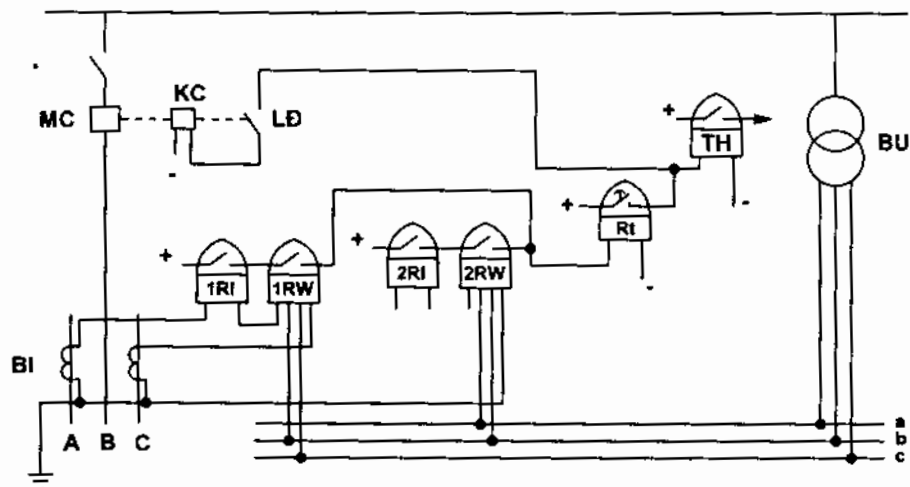 KC
MC
LĐ
+
TH
BU
-
-
+
Rt
+
1RI
1RW
+
2RI
2RW
-
BI
A B C
a
b
c